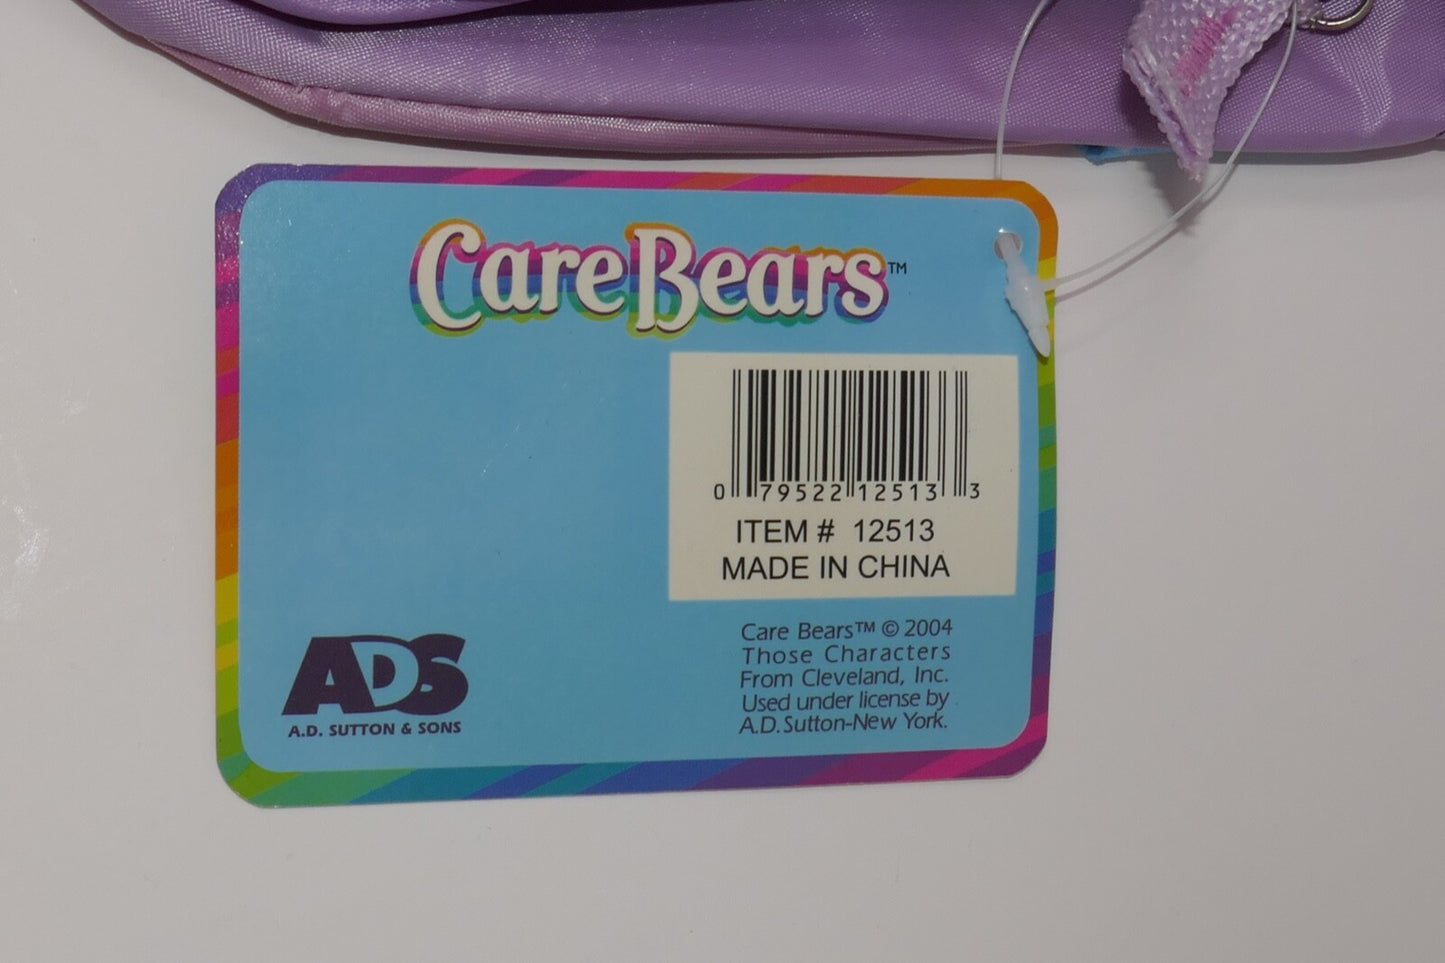 Care Bears™
0 79522 12513 3
ITEM # 12513
MADE IN CHINA
Care Bears™ © 2004
Those Characters
From Cleveland, Inc.
Used under license by
A.D. Sutton-New York.
ADS
A.D. SUTTON & SONS